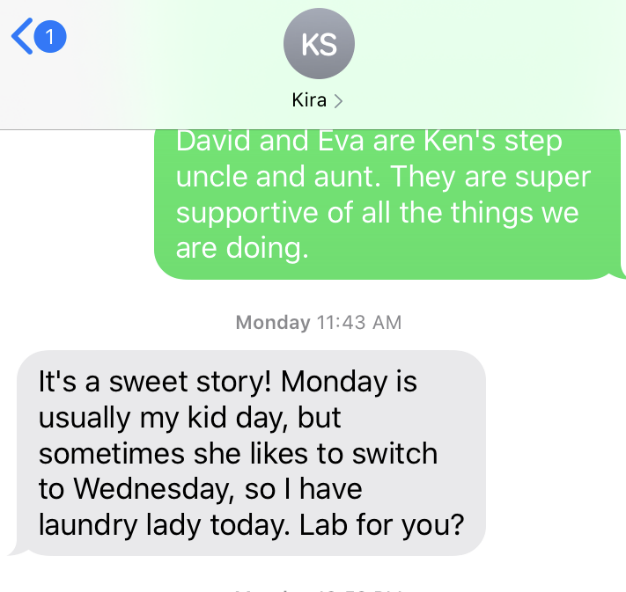 1
KS
Kira
David and Eva are Ken's step
uncle and aunt. They are super
supportive of all the things we
are doing.
Monday 11:43 AM
It's a sweet story! Monday is
usually my kid day, but
sometimes she likes to switch
to Wednesday, so I have
laundry lady today. Lab for you?